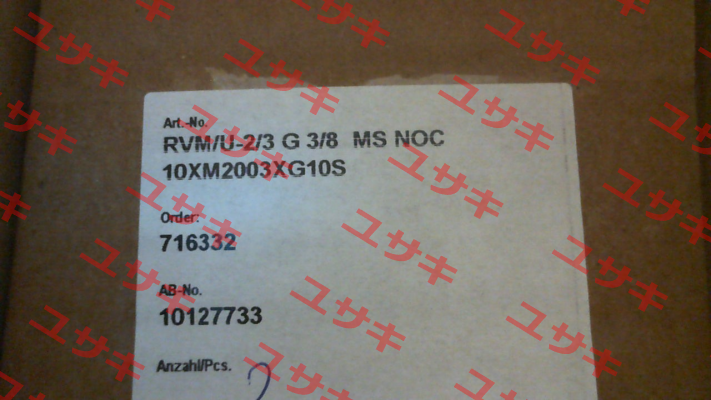 Art.-No.
RVM/U-2/3 G 3/8 MS NOC
10XM2003XG10S
Order:
716332
AB-No.
10127733
Anzahl/Pcs.
ユサキ